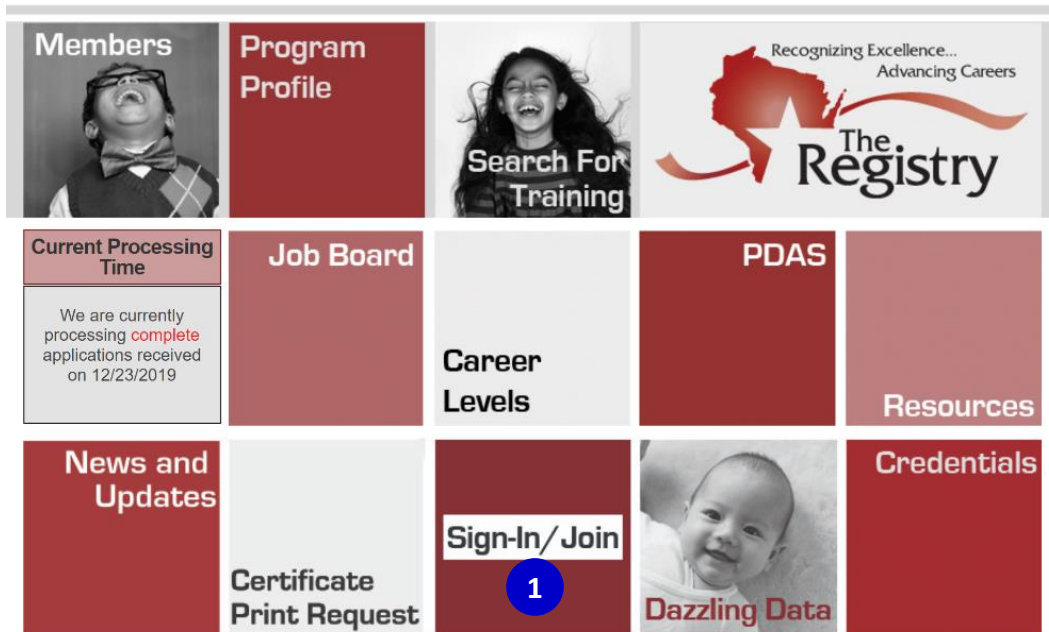 Members
Program
Profile
Search For
Training
Recognizing Excellence...
Advancing Careers
The
Registry
Current Processing
Time
We are currently
processing complete
applications received
on 12/23/2019
Job Board
Career
Levels
PDAS
Resources
News and
Updates
Certificate
Print Request
Sign-In/Join
1
Dazzling Data
Credentials